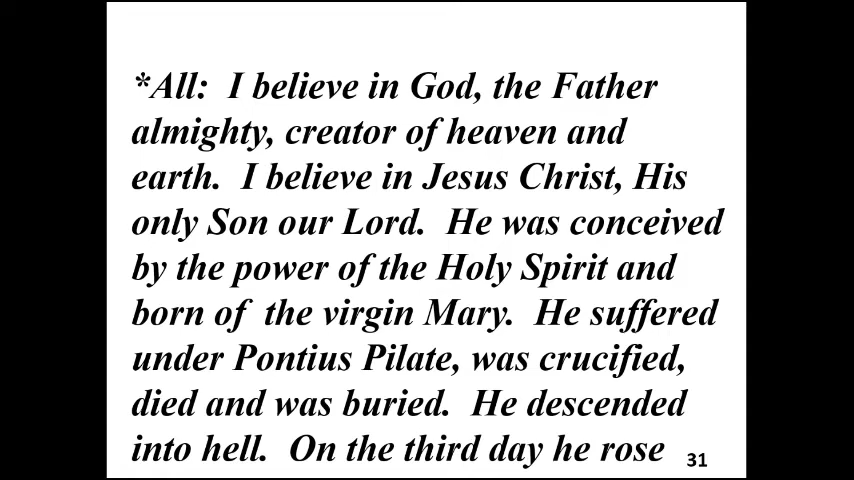 *All:  I believe in God, the Father
almighty, creator of heaven and
earth.  I believe in Jesus Christ, His
only Son our Lord.  He was conceived
by the power of the Holy Spirit and
born of  the virgin Mary.  He suffered
under Pontius Pilate, was crucified,
died and was buried.  He descended
into hell.  On the third day he rose
31